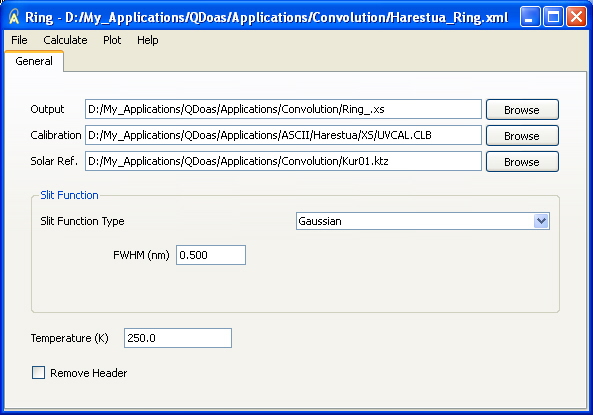 Ring - D:/My_Applications/QDoas/Applications/Convolution/Harestua_Ring.xml
File Calculate Plot Help
General
Output D:/My_Applications/QDoas/Applications/Convolution/Ring_.xs Browse
Calibration D:/My_Applications/QDoas/Applications/ASCII/Harestua/XS/UVCAL.CLB Browse
Solar Ref. D:/My_Applications/QDoas/Applications/Convolution/Kur01.ktz Browse
Slit Function
Slit Function Type Gaussian
FWHM (nm) 0.500
Temperature (K) 250.0
Remove Header